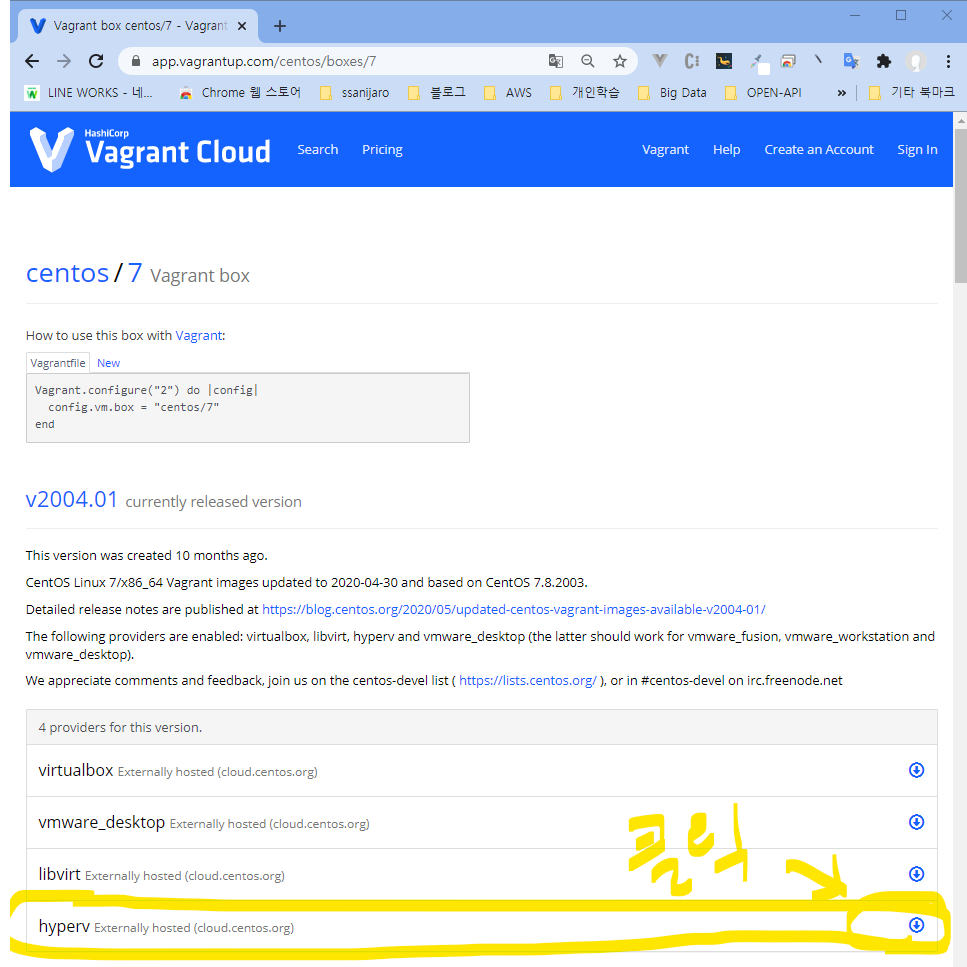 Vagrant box centos/7 - Vagrant
app.vagrantup.com/centos/boxes/7
LINE WORKS - 네... Chrome 웹 스토어 ssanijaro 블로그 AWS 개인학습 Big Data OPEN-API » 기타 북마크
HashiCorp
Vagrant Cloud Search Pricing Vagrant Help Create an Account Sign In
centos / 7 Vagrant box
How to use this box with Vagrant:
Vagrantfile New
Vagrant.configure("2") do |config|
config.vm.box = "centos/7"
end
v2004.01 currently released version
This version was created 10 months ago.
CentOS Linux 7/x86_64 Vagrant images updated to 2020-04-30 and based on CentOS 7.8.2003.
Detailed release notes are published at https://blog.centos.org/2020/05/updated-centos-vagrant-images-available-v2004-01/
The following providers are enabled: virtualbox, libvirt, hyperv and vmware_desktop (the latter should work for vmware_fusion, vmware_workstation and
vmware_desktop).
We appreciate comments and feedback, join us on the centos-devel list ( https://lists.centos.org/ ), or in #centos-devel on irc.freenode.net
4 providers for this version.
virtualbox Externally hosted (cloud.centos.org)
vmware_desktop Externally hosted (cloud.centos.org)
클릭
libvirt Externally hosted (cloud.centos.org)
hyperv Externally hosted (cloud.centos.org)